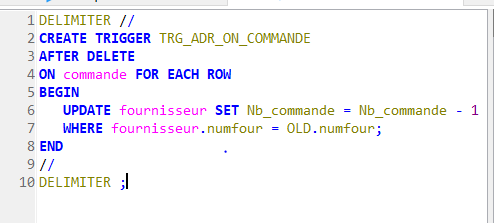 1 DELIMITER //
2 CREATE TRIGGER TRG_ADR_ON_COMMANDE
3 AFTER DELETE
4 ON commande FOR EACH ROW
5 BEGIN
6 UPDATE fournisseur SET Nb_commande = Nb_commande - 1
7 WHERE fournisseur.numfour = OLD.numfour;
8 END
9 //
10 DELIMITER ;